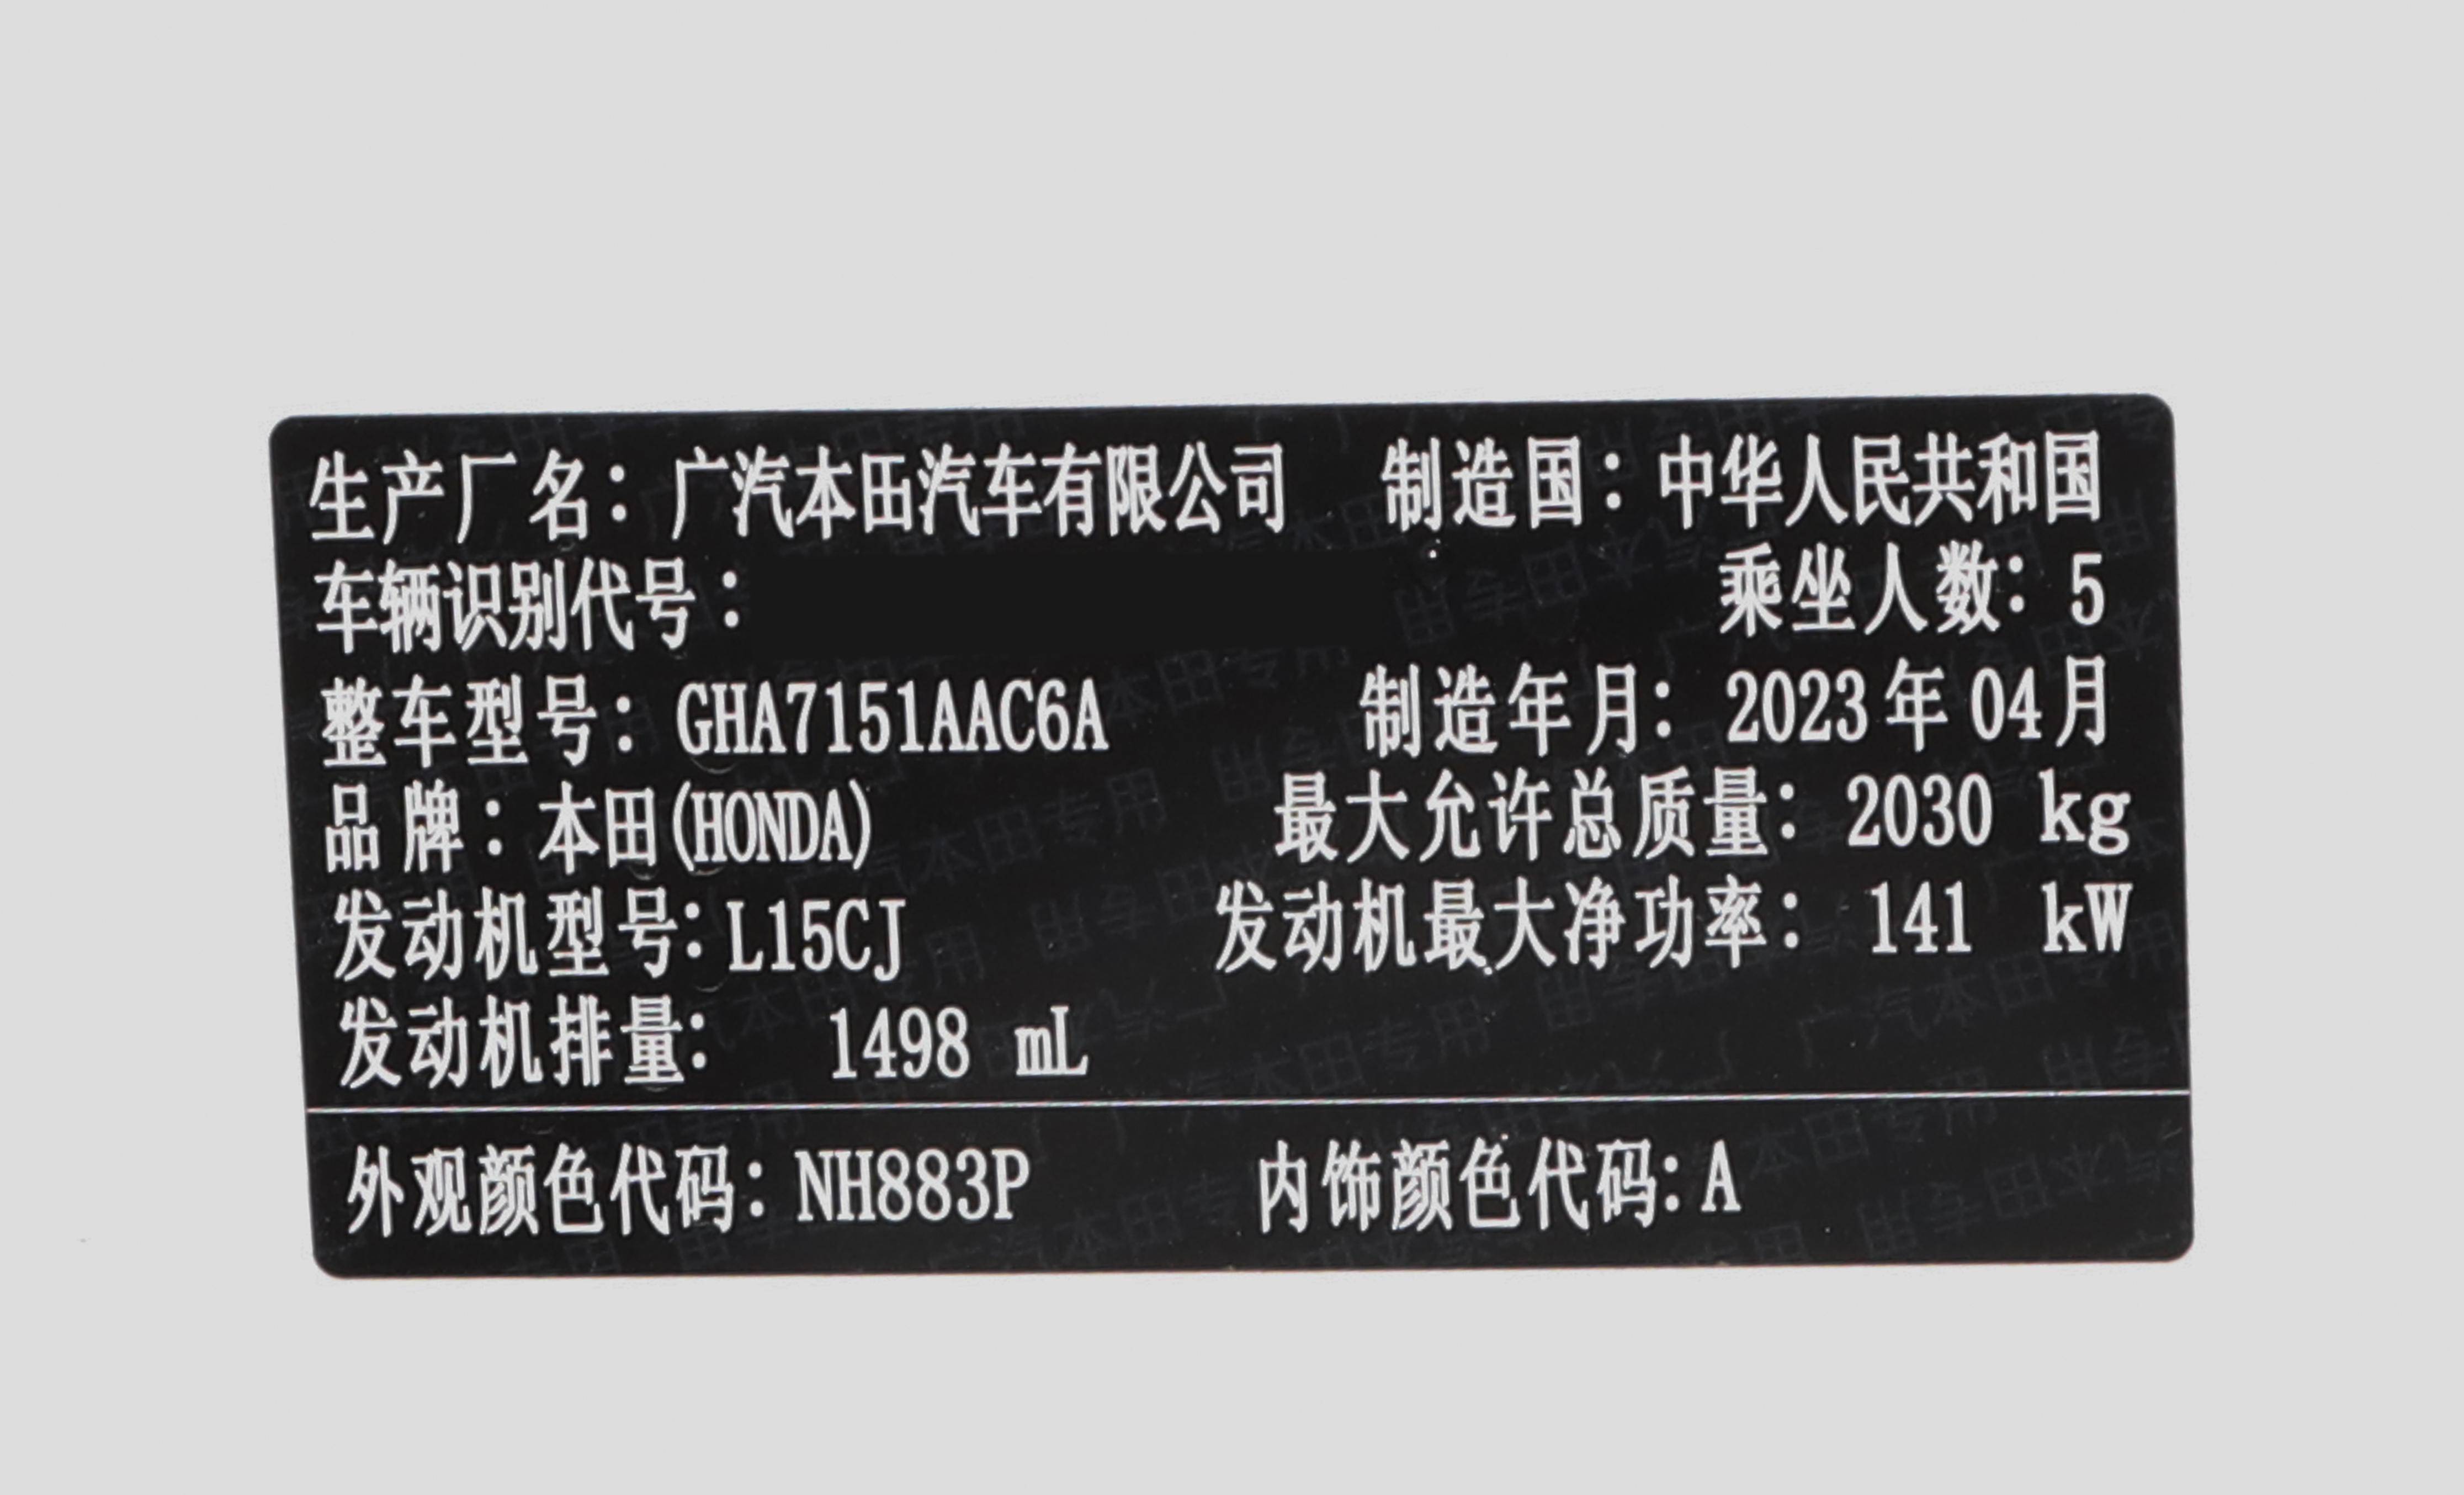 生产厂名：广汽本田汽车有限公司 制造国：中华人民共和国
车辆识别代号： 乘坐人数：5
整车型号：GHA7151AAC6A 制造年月：2023年04月
品牌：本田(HONDA) 最大允许总质量：2030 kg
发动机型号：L15CJ 发动机最大净功率：141 kW
发动机排量：1498 mL
外观颜色代码：NH883P 内饰颜色代码：A